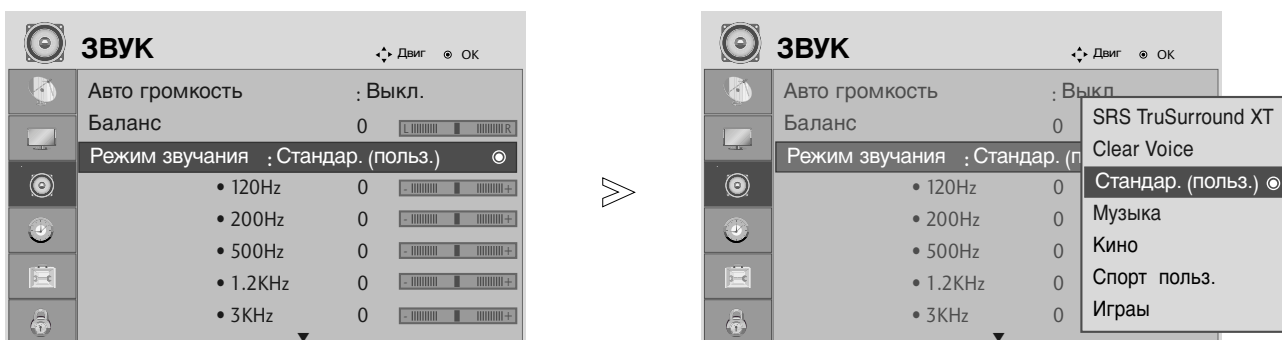 ЗВУК Двиг OK
Авто громкость : Выкл.
Баланс 0 L R
Режим звучания : Стандар. (польз.)
• 120Hz 0 - +
• 200Hz 0 - +
• 500Hz 0 - +
• 1.2KHz 0 - +
• 3KHz 0 - +
ЗВУК Двиг OK
Авто громкость : Выкл
Баланс 0
Режим звучания : Стандар. (п
• 120Hz 0
• 200Hz 0
• 500Hz 0
• 1.2KHz 0
• 3KHz 0
SRS TruSurround XT
Clear Voice
Стандар. (польз.)
Музыка
Кино
Спорт польз.
Играы